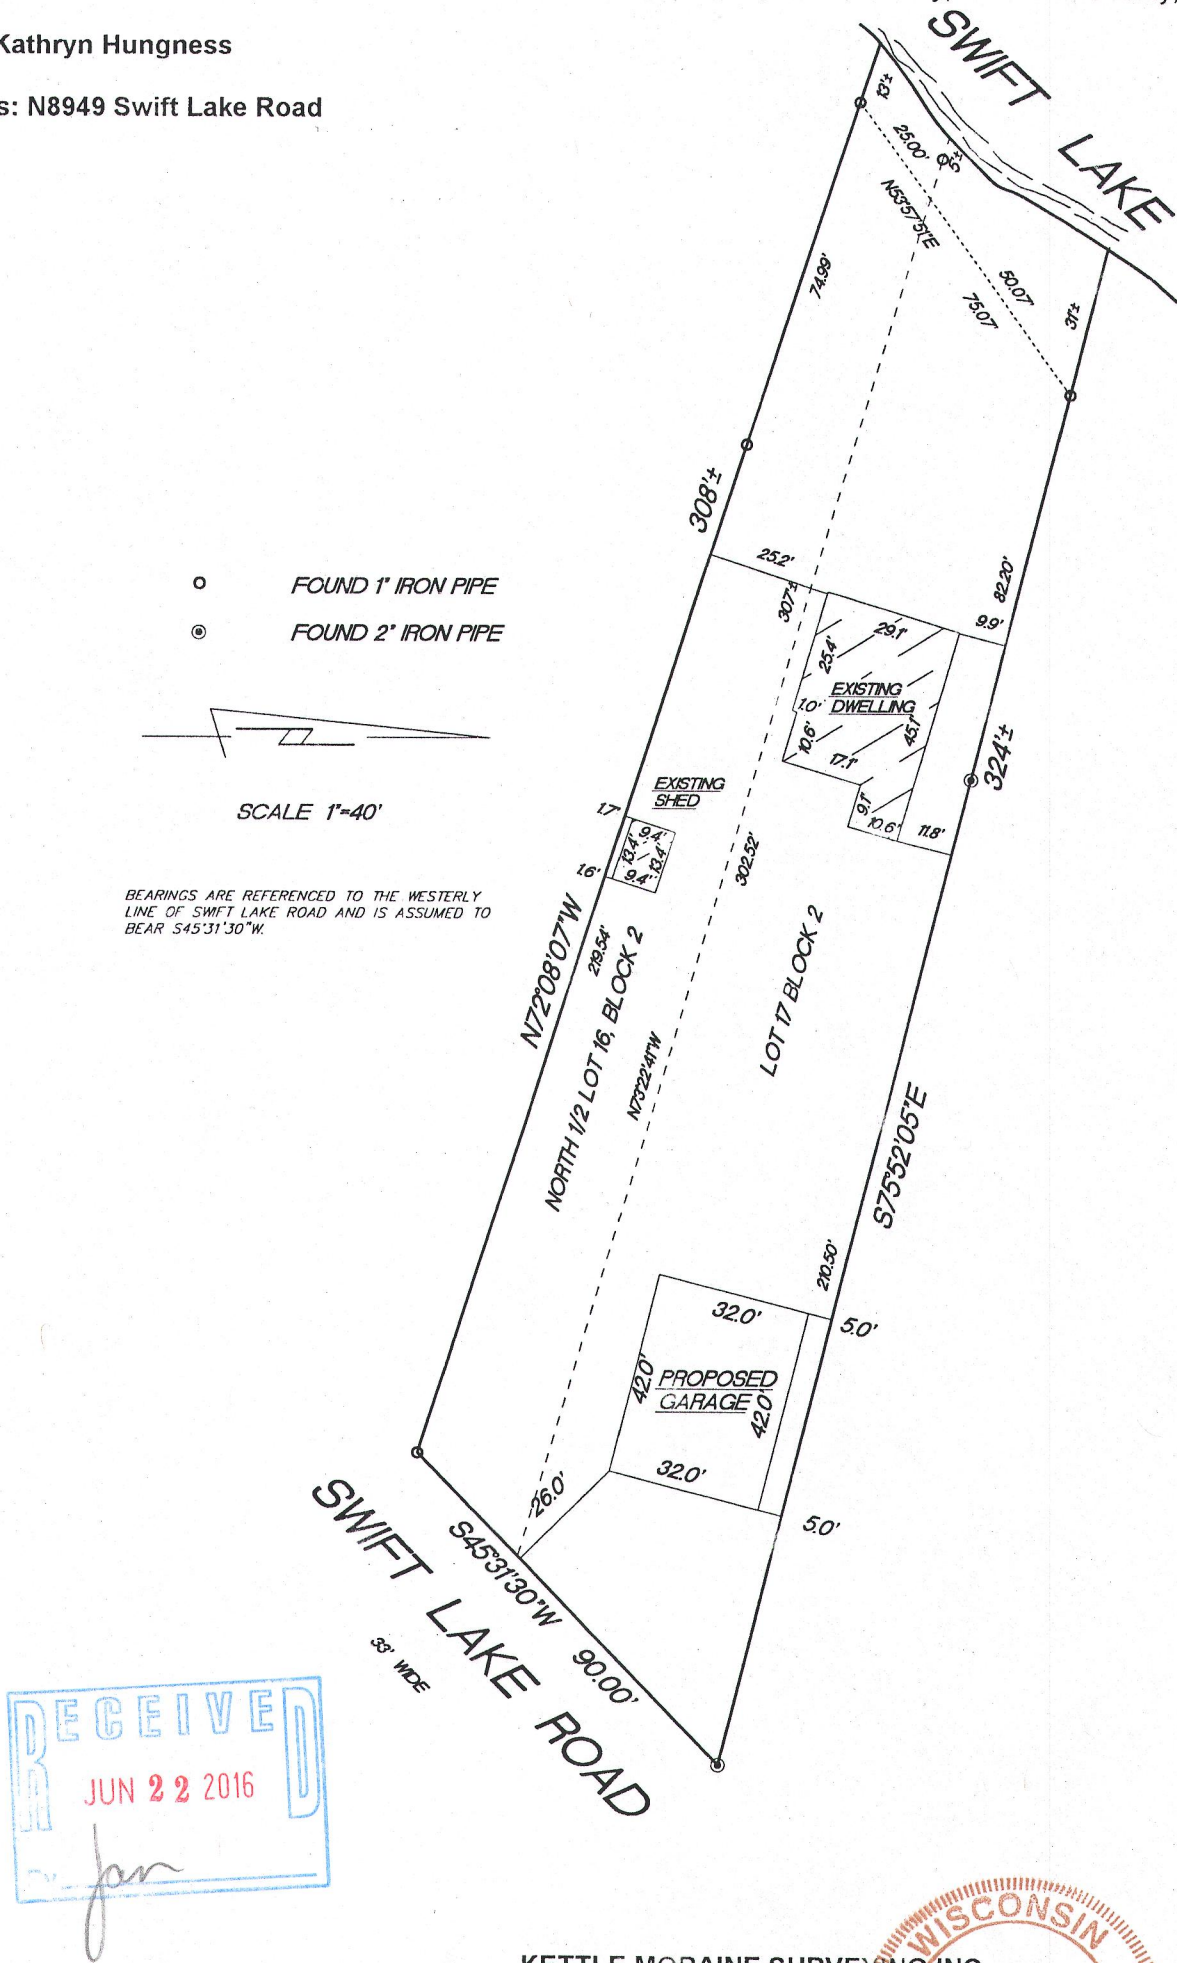 Kathryn Hungness
s: N8949 Swift Lake Road
SWIFT LAKE
13'±
25.00'
5'±
N53°57'51"E
74.99'
50.07'
75.07'
31'±
308'±
25.2'
307'±
82.20'
9.9'
FOUND 1" IRON PIPE
FOUND 2" IRON PIPE
29.1'
25.4'
EXISTING
DWELLING
1.0'
10.6'
45.1'
17.1'
324'±
SCALE 1"=40'
EXISTING
SHED
1.7'
9.4'
13.4'
13.4'
9.4'
1.6'
9.1'
10.6'
11.8'
302.52'
BEARINGS ARE REFERENCED TO THE WESTERLY
LINE OF SWIFT LAKE ROAD AND IS ASSUMED TO
BEAR S45°31'30"W.
N72°08'07"W
219.54'
NORTH 1/2 LOT 16, BLOCK 2
LOT 17 BLOCK 2
N73°22'41"W
S75°52'05"E
210.50'
32.0'
5.0'
42.0'
PROPOSED
GARAGE
42.0'
32.0'
26.0'
5.0'
S45°31'30"W 90.00'
SWIFT LAKE ROAD
33' WIDE
RECEIVED
JUN 22 2016
Jan
WISCONSIN
KETTLE MORAINE SURVEYING INC